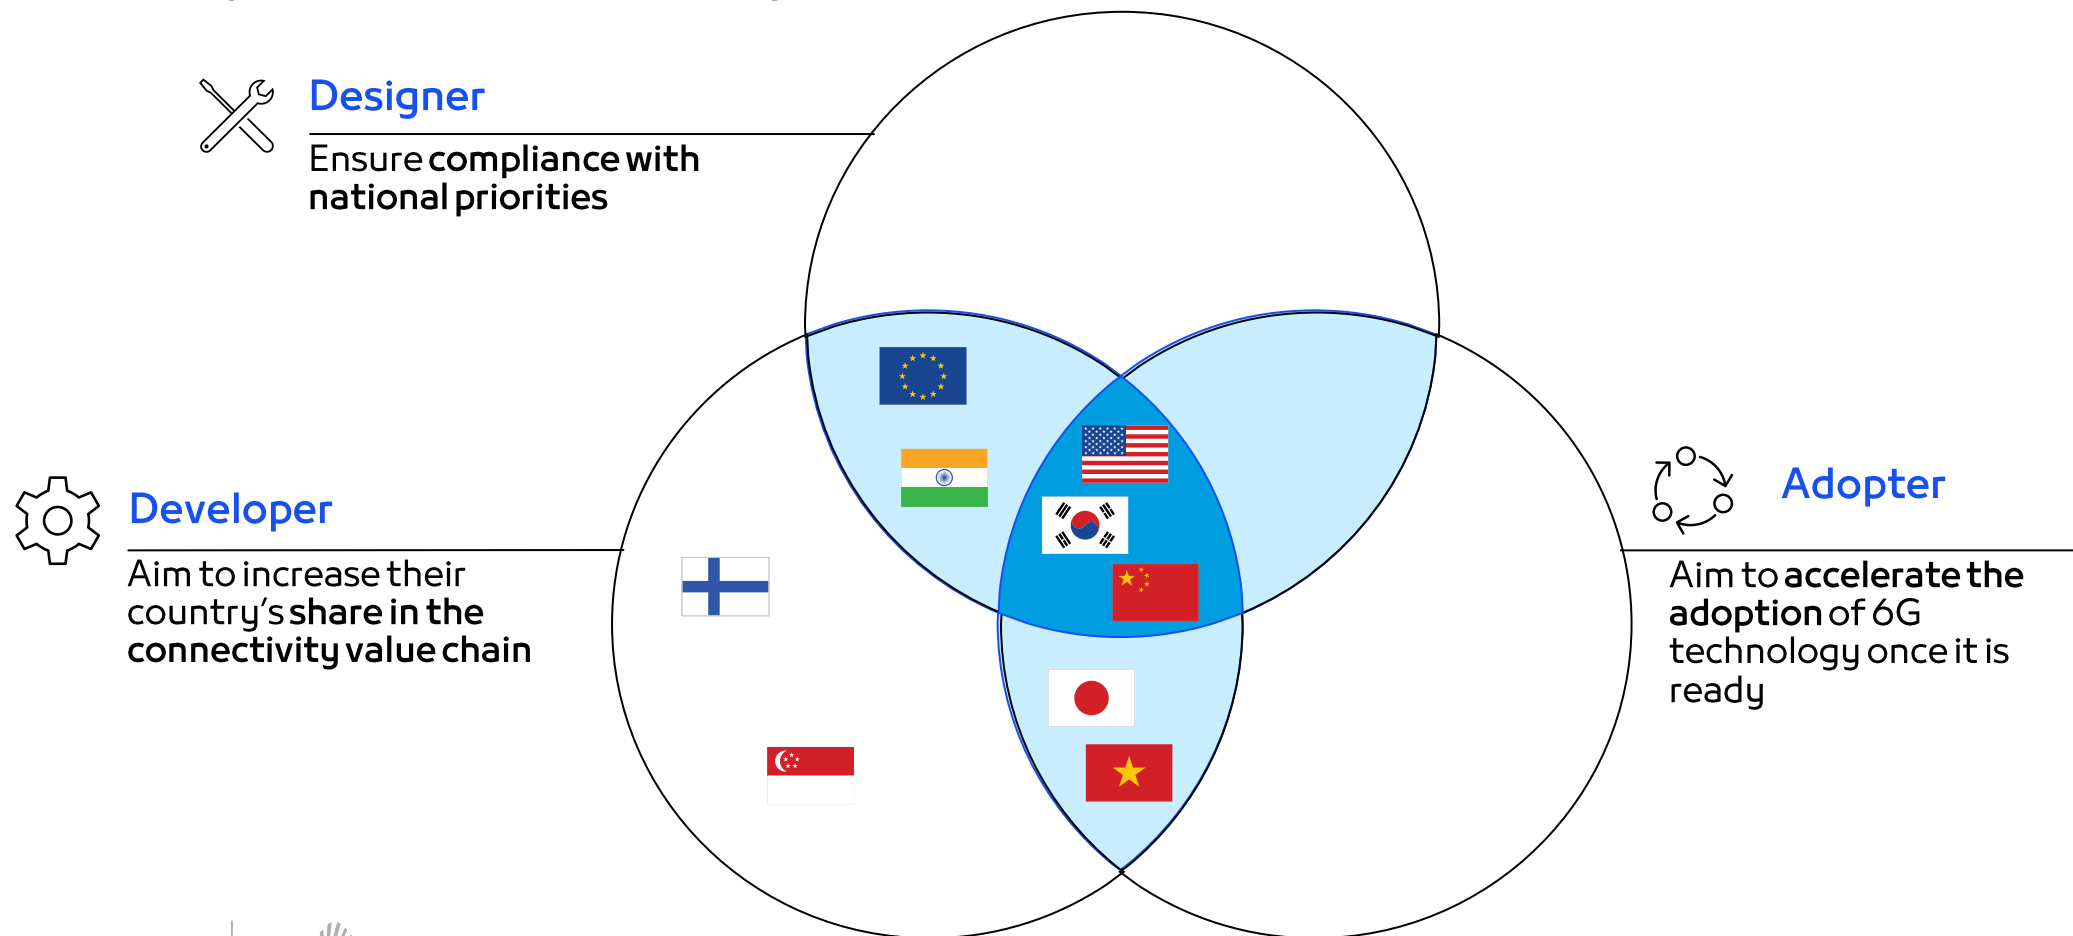 Designer
Ensure compliance with
national priorities
Developer
Aim to increase their
country’s share in the
connectivity value chain
Adopter
Aim to accelerate the
adoption of 6G
technology once it is
ready